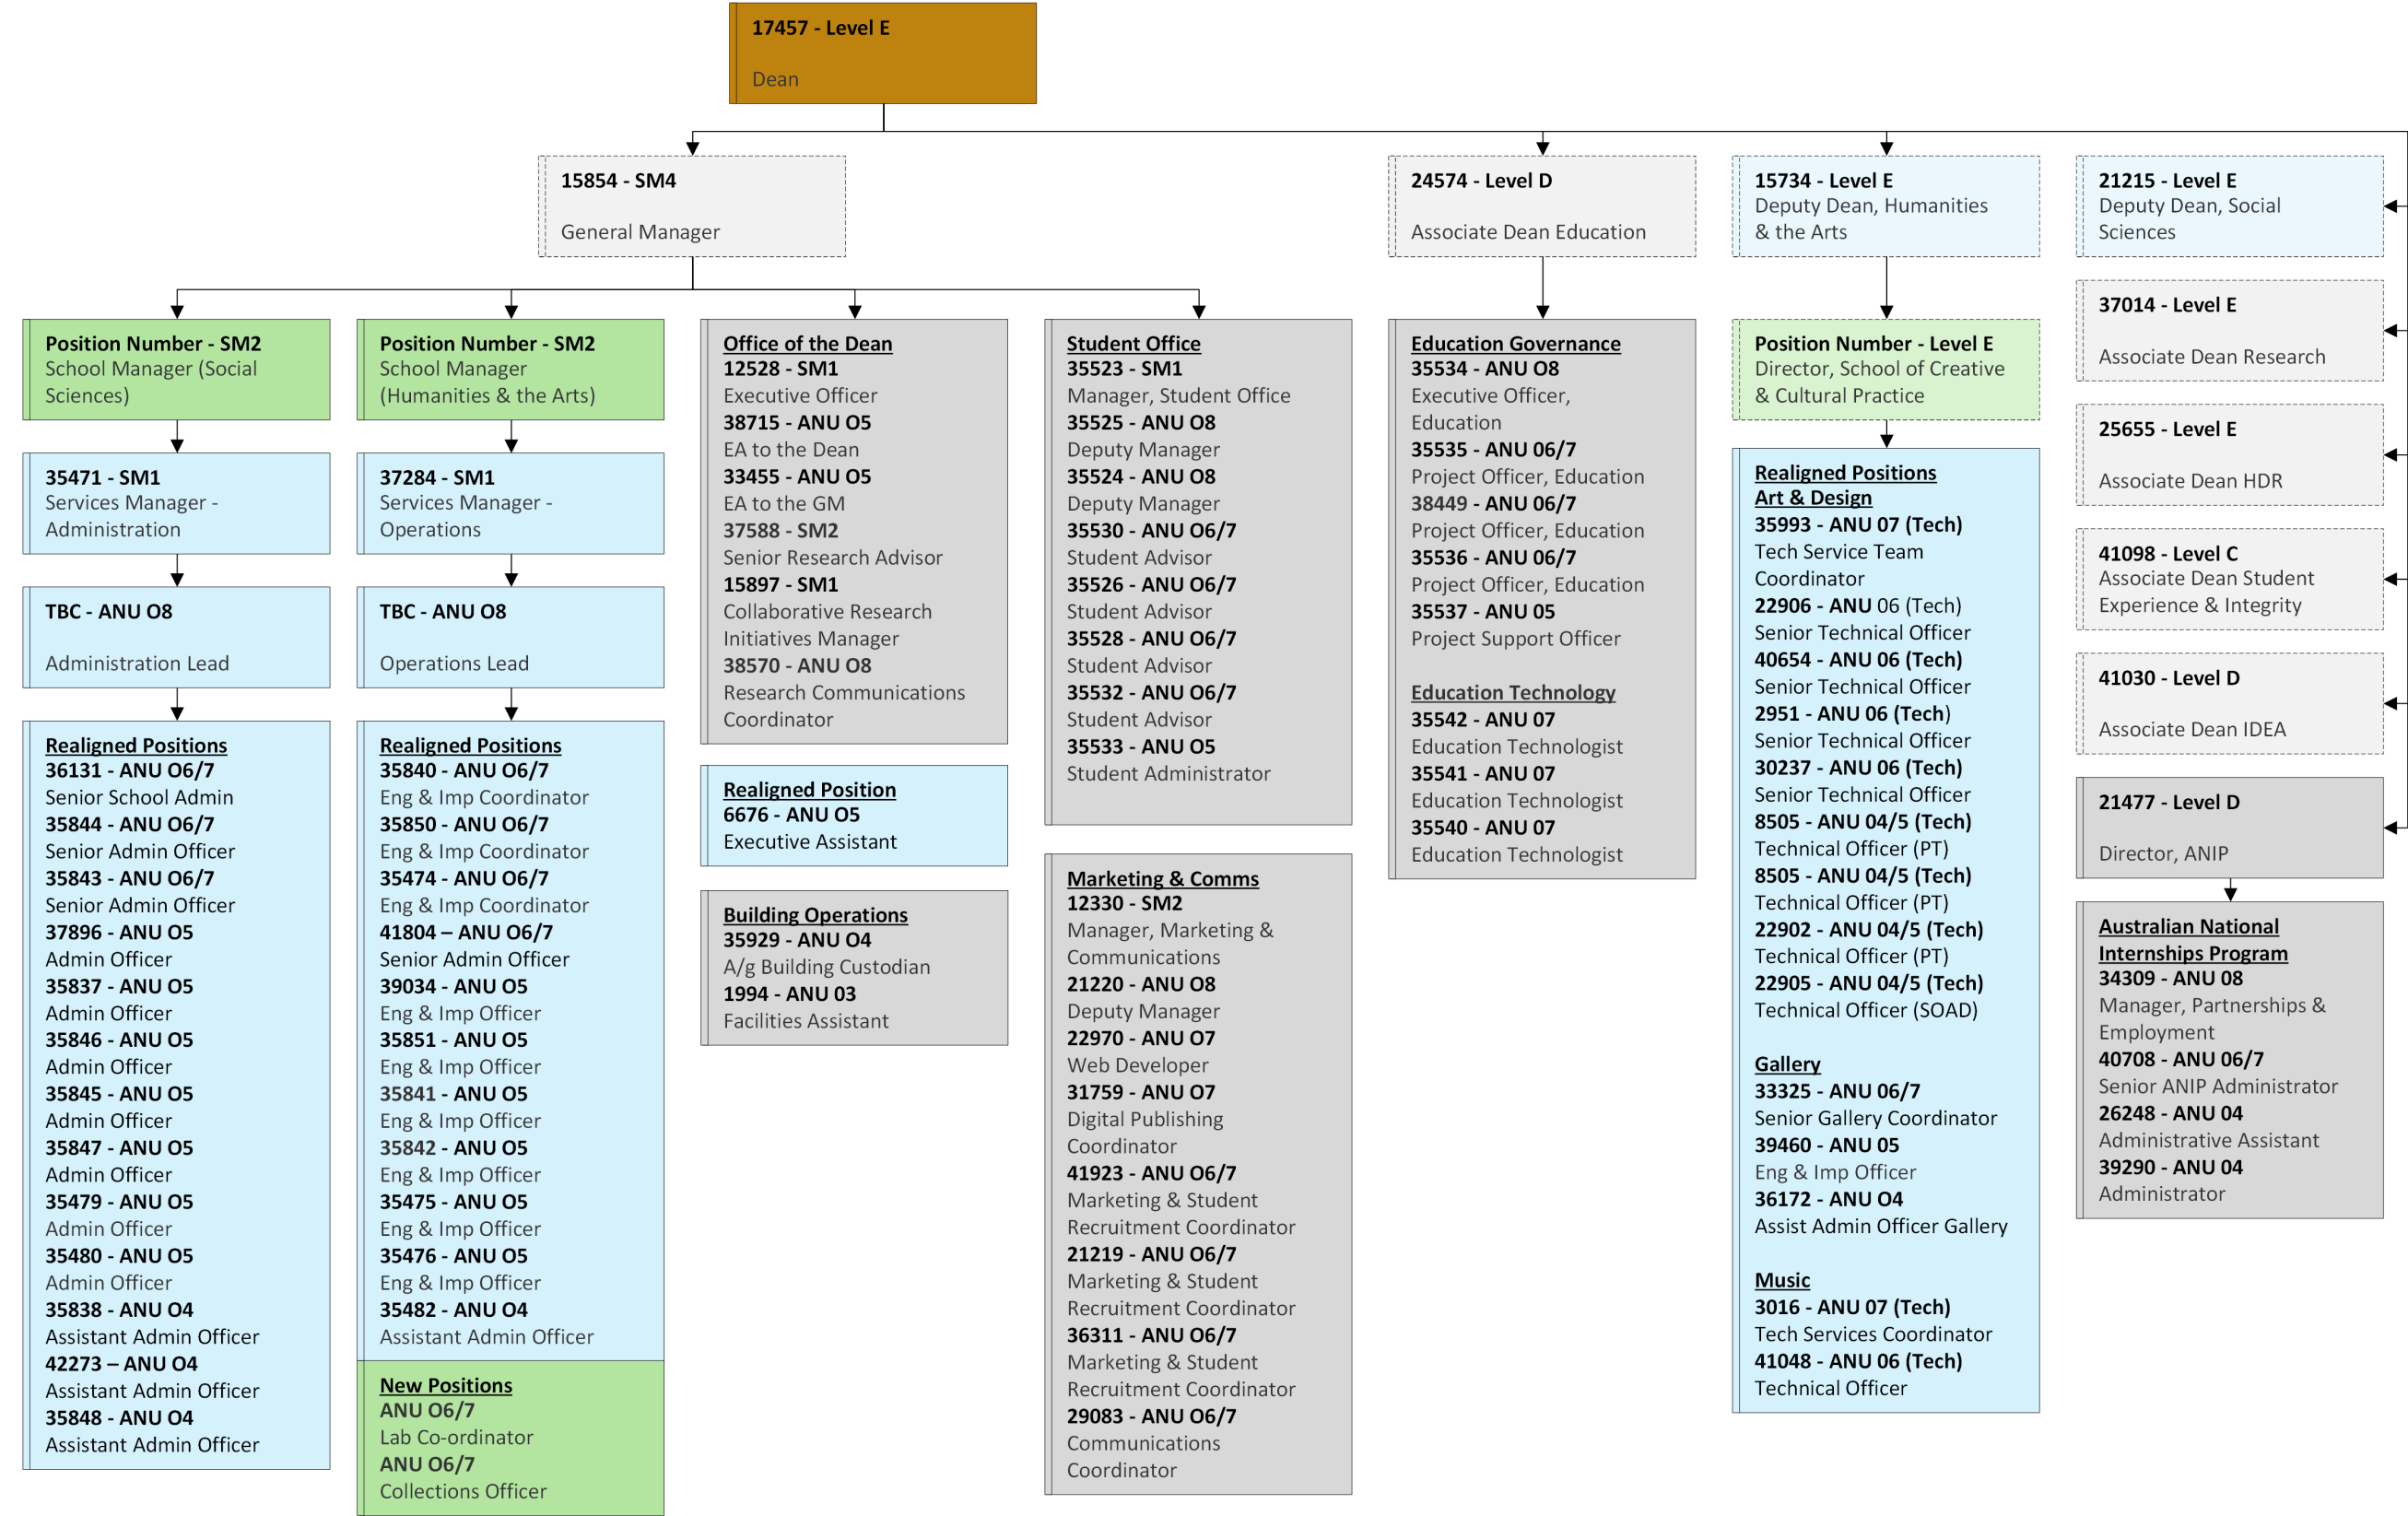 17457 - Level E
Dean
15854 - SM4
General Manager
24574 - Level D
Associate Dean Education
15734 - Level E
Deputy Dean, Humanities
& the Arts
21215 - Level E
Deputy Dean, Social
Sciences
37014 - Level E
Associate Dean Research
25655 - Level E
Associate Dean HDR
41098 - Level C
Associate Dean Student
Experience & Integrity
41030 - Level D
Associate Dean IDEA
21477 - Level D
Director, ANIP
Australian National
Internships Program
34309 - ANU 08
Manager, Partnerships &
Employment
40708 - ANU 06/7
Senior ANIP Administrator
26248 - ANU 04
Administrative Assistant
39290 - ANU 04
Administrator
Position Number - SM2
School Manager (Social
Sciences)
35471 - SM1
Services Manager -
Administration
TBC - ANU O8
Administration Lead
Realigned Positions
36131 - ANU O6/7
Senior School Admin
35844 - ANU O6/7
Senior Admin Officer
35843 - ANU O6/7
Senior Admin Officer
37896 - ANU O5
Admin Officer
35837 - ANU O5
Admin Officer
35846 - ANU O5
Admin Officer
35845 - ANU O5
Admin Officer
35847 - ANU O5
Admin Officer
35479 - ANU O5
Admin Officer
35480 - ANU O5
Admin Officer
35838 - ANU O4
Assistant Admin Officer
42273 – ANU O4
Assistant Admin Officer
35848 - ANU O4
Assistant Admin Officer
Position Number - SM2
School Manager
(Humanities & the Arts)
37284 - SM1
Services Manager -
Operations
TBC - ANU O8
Operations Lead
Realigned Positions
35840 - ANU O6/7
Eng & Imp Coordinator
35850 - ANU O6/7
Eng & Imp Coordinator
35474 - ANU O6/7
Eng & Imp Coordinator
41804 – ANU O6/7
Senior Admin Officer
39034 - ANU O5
Eng & Imp Officer
35851 - ANU O5
Eng & Imp Officer
35841 - ANU O5
Eng & Imp Officer
35842 - ANU O5
Eng & Imp Officer
35475 - ANU O5
Eng & Imp Officer
35476 - ANU O5
Eng & Imp Officer
35482 - ANU O4
Assistant Admin Officer
New Positions
ANU O6/7
Lab Co-ordinator
ANU O6/7
Collections Officer
Office of the Dean
12528 - SM1
Executive Officer
38715 - ANU O5
EA to the Dean
33455 - ANU O5
EA to the GM
37588 - SM2
Senior Research Advisor
15897 - SM1
Collaborative Research
Initiatives Manager
38570 - ANU O8
Research Communications
Coordinator
Realigned Position
6676 - ANU O5
Executive Assistant
Building Operations
35929 - ANU O4
A/g Building Custodian
1994 - ANU 03
Facilities Assistant
Student Office
35523 - SM1
Manager, Student Office
35525 - ANU O8
Deputy Manager
35524 - ANU O8
Deputy Manager
35530 - ANU O6/7
Student Advisor
35526 - ANU O6/7
Student Advisor
35528 - ANU O6/7
Student Advisor
35532 - ANU O6/7
Student Advisor
35533 - ANU O5
Student Administrator
Marketing & Comms
12330 - SM2
Manager, Marketing &
Communications
21220 - ANU O8
Deputy Manager
22970 - ANU O7
Web Developer
31759 - ANU O7
Digital Publishing
Coordinator
41923 - ANU O6/7
Marketing & Student
Recruitment Coordinator
21219 - ANU O6/7
Marketing & Student
Recruitment Coordinator
36311 - ANU O6/7
Marketing & Student
Recruitment Coordinator
29083 - ANU O6/7
Communications
Coordinator
Education Governance
35534 - ANU O8
Executive Officer,
Education
35535 - ANU 06/7
Project Officer, Education
38449 - ANU 06/7
Project Officer, Education
35536 - ANU 06/7
Project Officer, Education
35537 - ANU 05
Project Support Officer
Education Technology
35542 - ANU 07
Education Technologist
35541 - ANU 07
Education Technologist
35540 - ANU 07
Education Technologist
Position Number - Level E
Director, School of Creative
& Cultural Practice
Realigned Positions
Art & Design
35993 - ANU 07 (Tech)
Tech Service Team
Coordinator
22906 - ANU 06 (Tech)
Senior Technical Officer
40654 - ANU 06 (Tech)
Senior Technical Officer
2951 - ANU 06 (Tech)
Senior Technical Officer
30237 - ANU 06 (Tech)
Senior Technical Officer
8505 - ANU 04/5 (Tech)
Technical Officer (PT)
8505 - ANU 04/5 (Tech)
Technical Officer (PT)
22902 - ANU 04/5 (Tech)
Technical Officer (PT)
22905 - ANU 04/5 (Tech)
Technical Officer (SOAD)
Gallery
33325 - ANU 06/7
Senior Gallery Coordinator
39460 - ANU 05
Eng & Imp Officer
36172 - ANU O4
Assist Admin Officer Gallery
Music
3016 - ANU 07 (Tech)
Tech Services Coordinator
41048 - ANU 06 (Tech)
Technical Officer